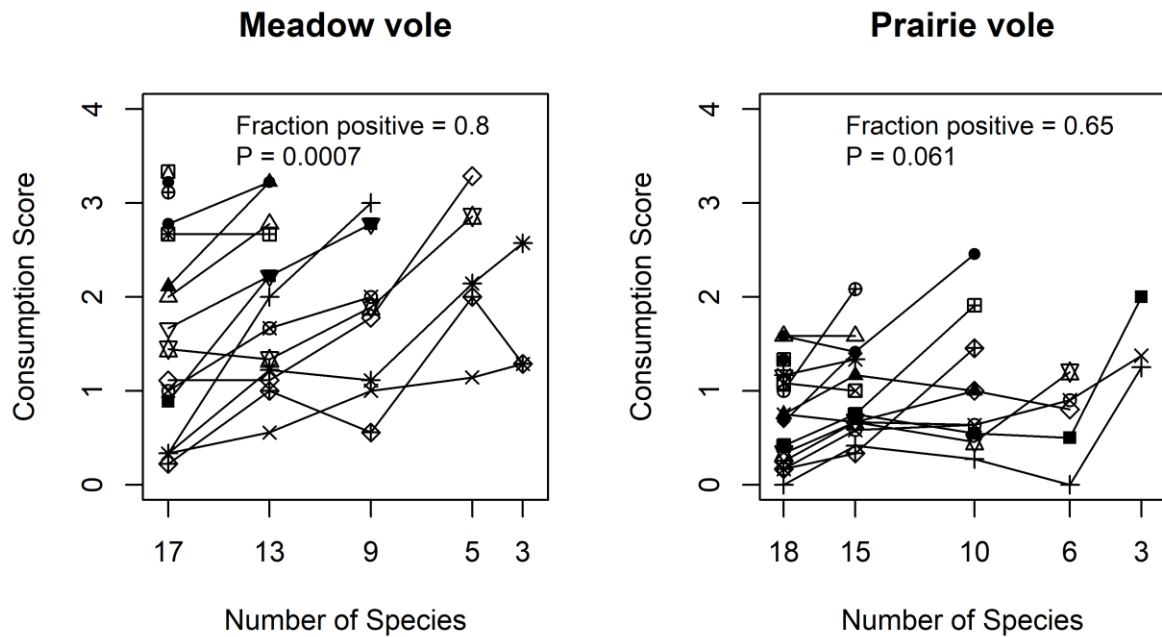 Meadow vole
Fraction positive = 0.8
P = 0.0007
4
3
2
1
0
Consumption Score
17 13 9 5 3
Number of Species
Prairie vole
Fraction positive = 0.65
P = 0.061
4
3
2
1
0
Consumption Score
18 15 10 6 3
Number of Species